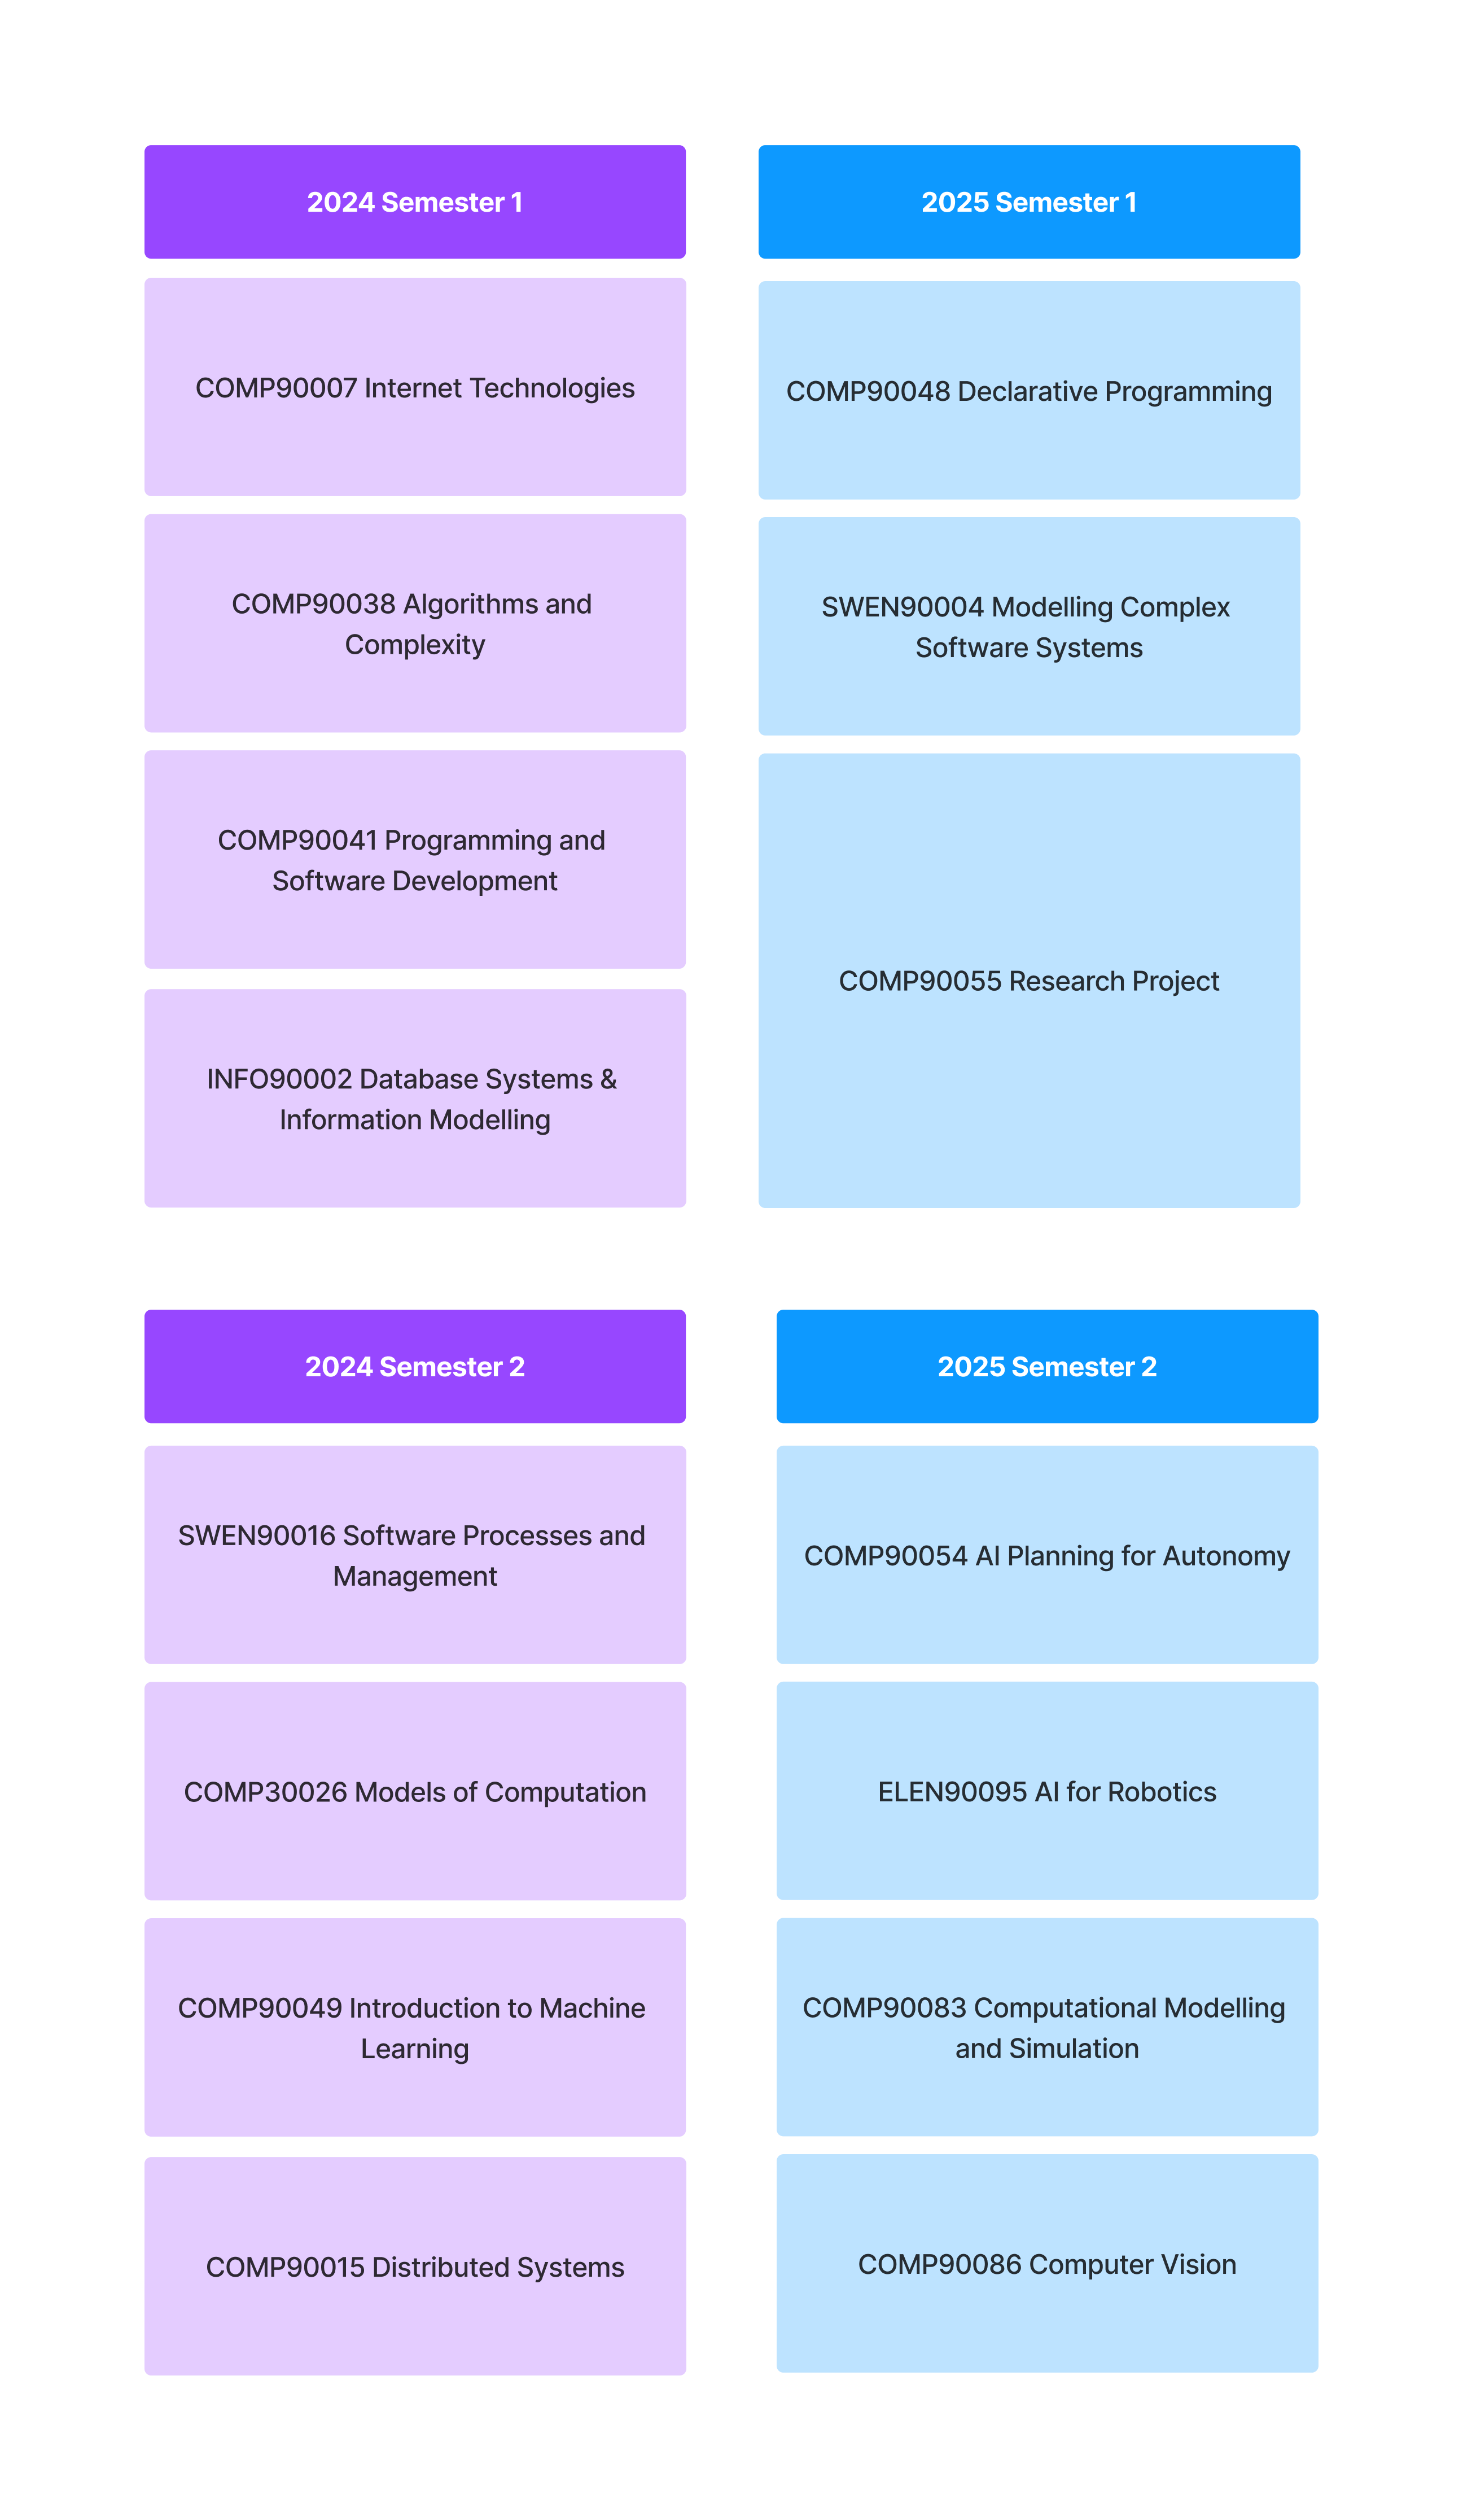 2024 Semester 1
COMP90007 Internet Technologies
COMP90038 Algorithms and
Complexity
COMP90041 Programming and
Software Development
INFO90002 Database Systems &
Information Modelling
2025 Semester 1
COMP90048 Declarative Programming
SWEN90004 Modelling Complex
Software Systems
COMP90055 Research Project
2024 Semester 2
SWEN90016 Software Processes and
Management
COMP30026 Models of Computation
COMP90049 Introduction to Machine
Learning
COMP90015 Distributed Systems
2025 Semester 2
COMP90054 AI Planning for Autonomy
ELEN90095 AI for Robotics
COMP90083 Computational Modelling
and Simulation
COMP90086 Computer Vision